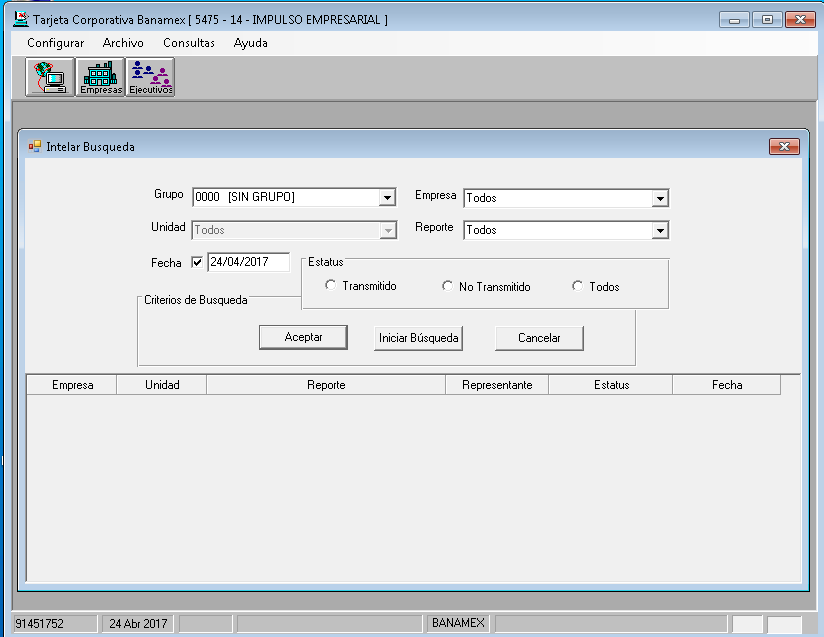 Tarjeta Corporativa Banamex [ 5475 - 14 - IMPULSO EMPRESARIAL ]
Configurar Archivo Consultas Ayuda
Empresas Ejecutivos
Intelar Busqueda
Grupo 0000 [SIN GRUPO] Empresa Todos
Unidad Todos Reporte Todos
Fecha 24/04/2017 Estatus
Transmitido No Transmitido Todos
Criterios de Busqueda
Aceptar Iniciar Búsqueda Cancelar
Empresa Unidad Reporte Representante Estatus Fecha
91451752 24 Abr 2017 BANAMEX